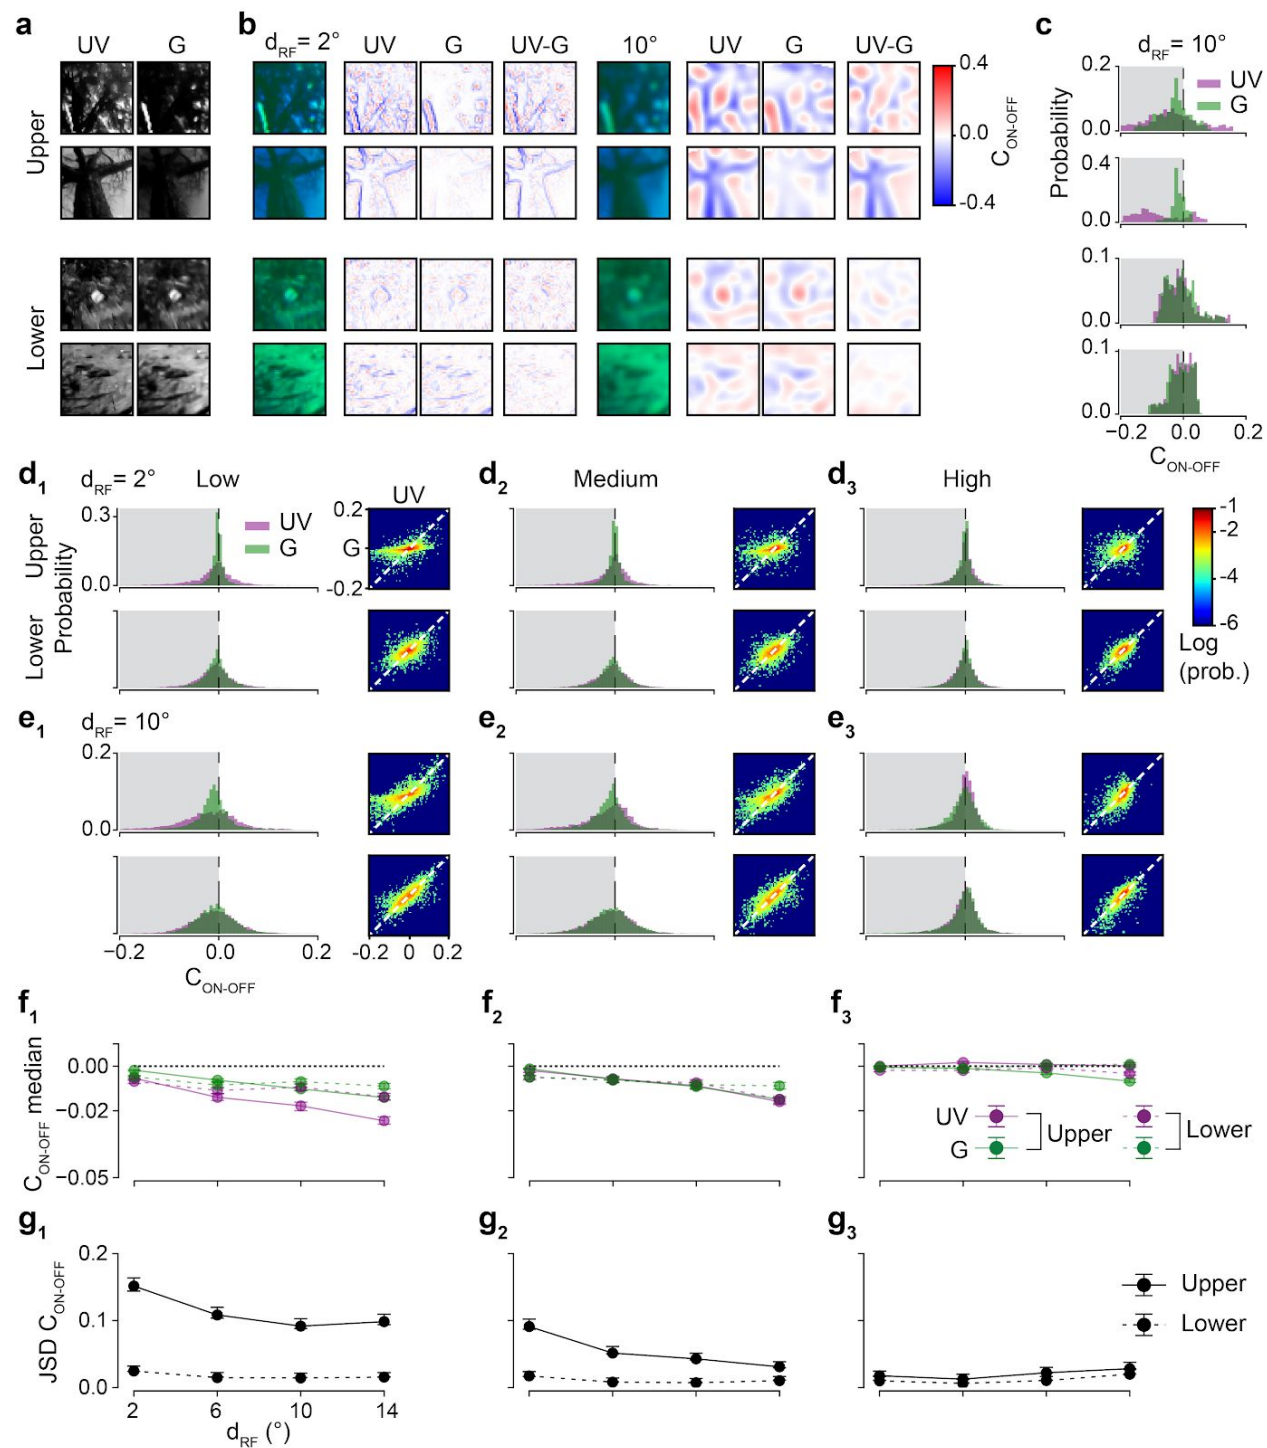 a
UV G
Upper
Lower
b
dRF= 2° UV G UV-G 10° UV G UV-G
0.4
0.0
-0.4
CON-OFF
c
dRF = 10°
UV
G
Probability
0.2
0.0
0.4
0.0
0.1
0.0
0.1
0.0
−0.2 0.0 0.2
CON-OFF
d1 dRF= 2° Low
UV
G
0.3
0.0
Upper
Lower
Probability
UV
0.2
G
-0.2
d2 Medium
d3 High
-1
-2
-4
-6
Log
(prob.)
e1 dRF= 10°
0.2
0.0
−0.2 0.0 0.2
CON-OFF
-0.2 0 0.2
e2
e3
f1
CON-OFF median
0.00
−0.02
−0.05
f2
f3
UV
G
Upper
Lower
g1
JSD CON-OFF
0.2
0.1
0.0
2 6 10 14
dRF (°)
g2
g3
Upper
Lower